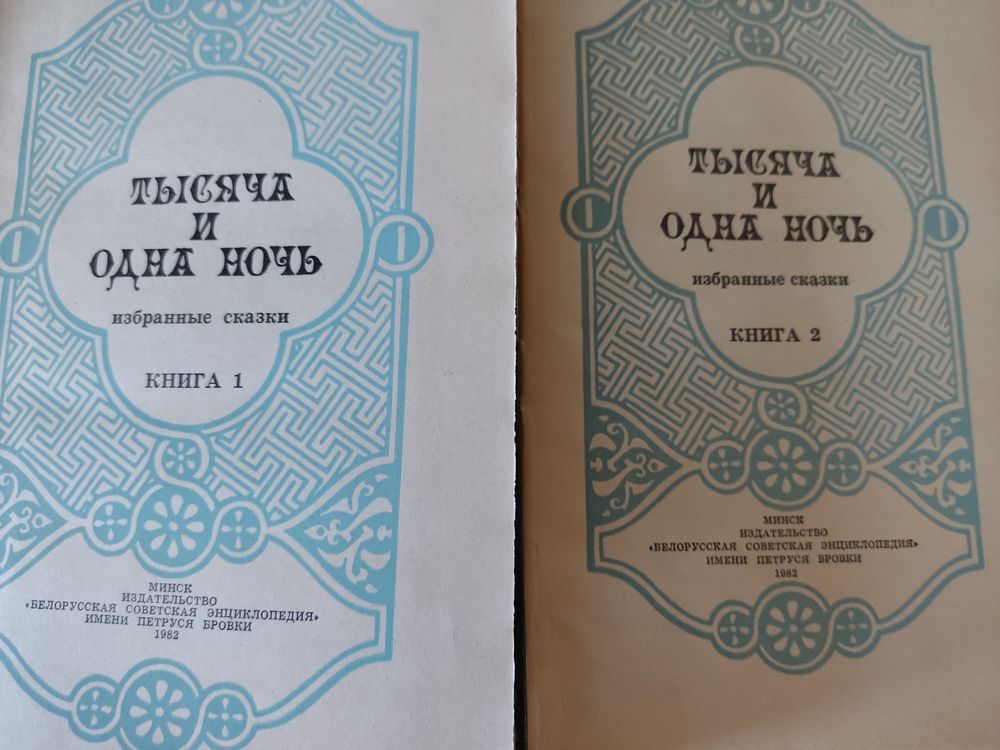 ТЫСЯЧА
И
ОДНА НОЧЬ
избранные сказки
КНИГА 1
МИНСК
ИЗДАТЕЛЬСТВО
«БЕЛОРУССКАЯ СОВЕТСКАЯ ЭНЦИКЛОПЕДИЯ»
ИМЕНИ ПЕТРУСЯ БРОВКИ
1982
ТЫСЯЧА
И
ОДНА НОЧЬ
избранные сказки
КНИГА 2
МИНСК
ИЗДАТЕЛЬСТВО
«БЕЛОРУССКАЯ СОВЕТСКАЯ ЭНЦИКЛОПЕДИЯ»
ИМЕНИ ПЕТРУСЯ БРОВКИ
1982